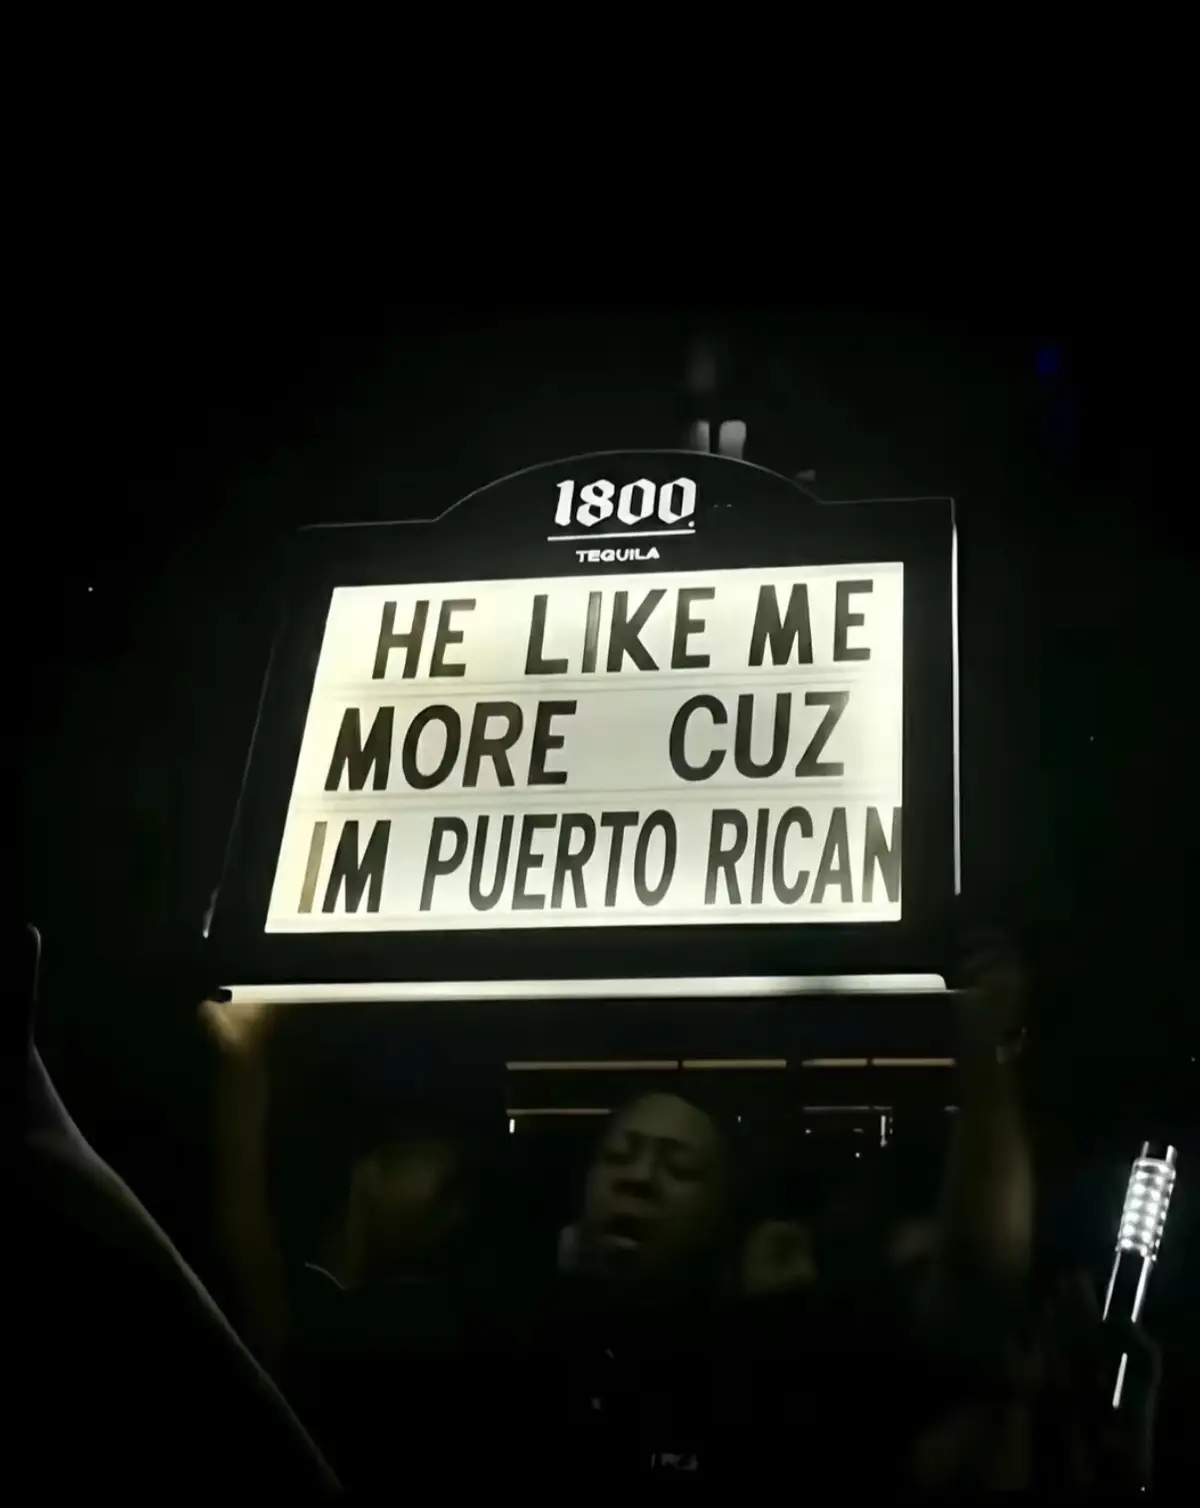 1800
TEQUILA
HE LIKE ME
MORE CUZ
IM PUERTO RICAN